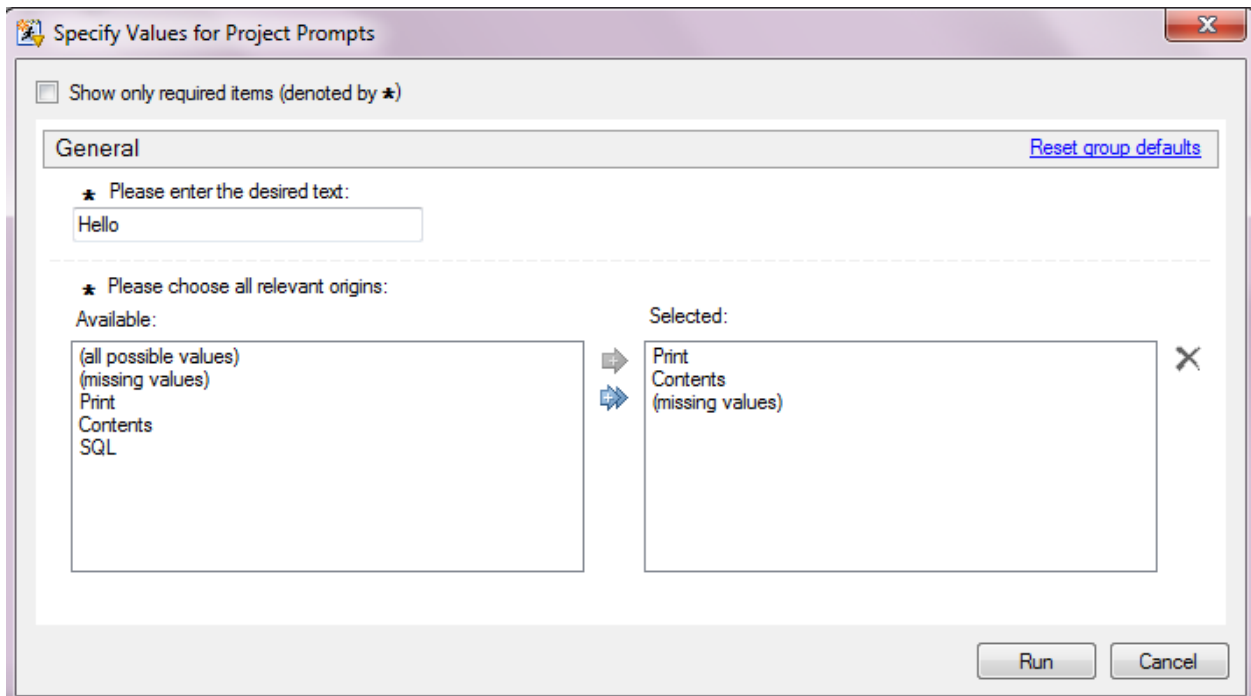 Specify Values for Project Prompts
Show only required items (denoted by *)
General
Reset group defaults
* Please enter the desired text:
Hello
* Please choose all relevant origins:
Available:
(all possible values)
(missing values)
Print
Contents
SQL
Selected:
Print
Contents
(missing values)
Run
Cancel